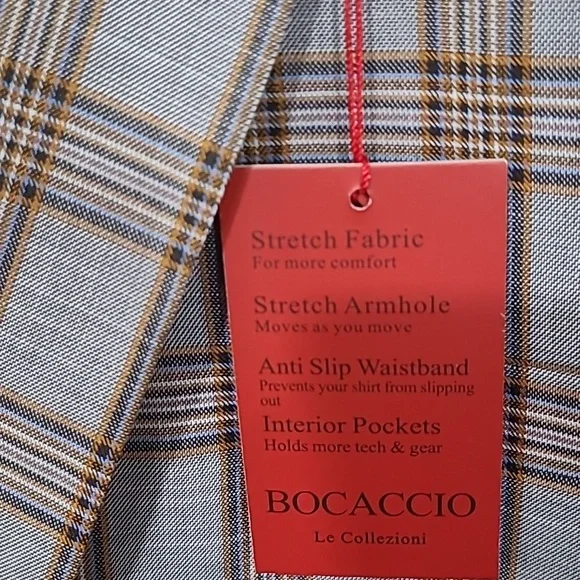 Stretch Fabric
For more comfort
Stretch Armhole
Moves as you move
Anti Slip Waistband
Prevents your shirt from slipping
out
Interior Pockets
Holds more tech & gear
BOCACCIO
Le Collezioni